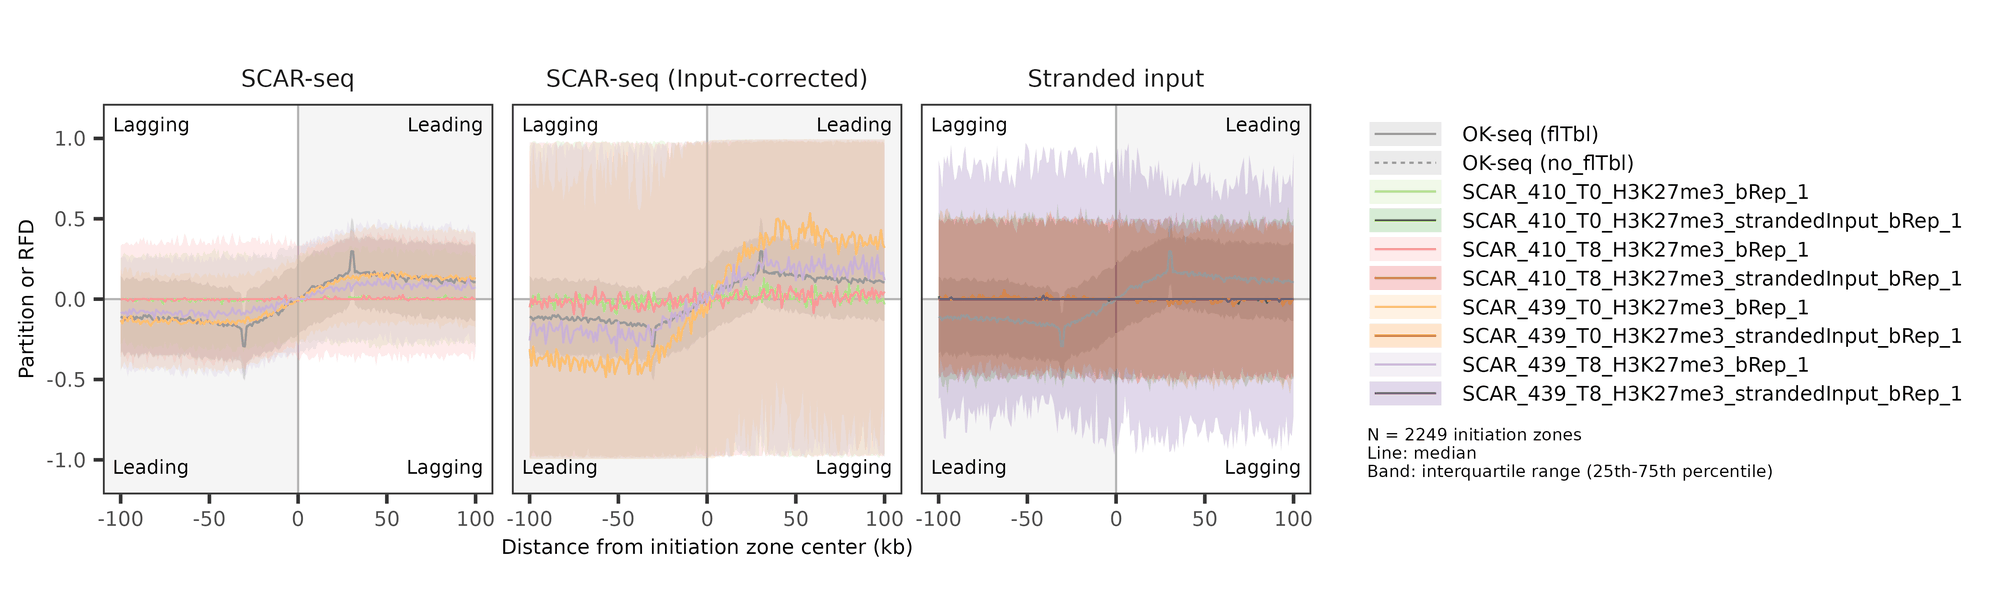 SCAR-seq
SCAR-seq (Input-corrected)
Stranded input
Lagging
Leading
Lagging
Leading
Lagging
Leading
1.0
0.5
0.0
-0.5
-1.0
Partition or RFD
Leading
Lagging
Leading
Lagging
Leading
Lagging
-100
-50
0
50
100
-100
-50
0
50
100
-100
-50
0
50
100
Distance from initiation zone center (kb)
OK-seq (flTbl)
OK-seq (no_flTbl)
SCAR_410_T0_H3K27me3_bRep_1
SCAR_410_T0_H3K27me3_strandedInput_bRep_1
SCAR_410_T8_H3K27me3_bRep_1
SCAR_410_T8_H3K27me3_strandedInput_bRep_1
SCAR_439_T0_H3K27me3_bRep_1
SCAR_439_T0_H3K27me3_strandedInput_bRep_1
SCAR_439_T8_H3K27me3_bRep_1
SCAR_439_T8_H3K27me3_strandedInput_bRep_1
N = 2249 initiation zones
Line: median
Band: interquartile range (25th-75th percentile)